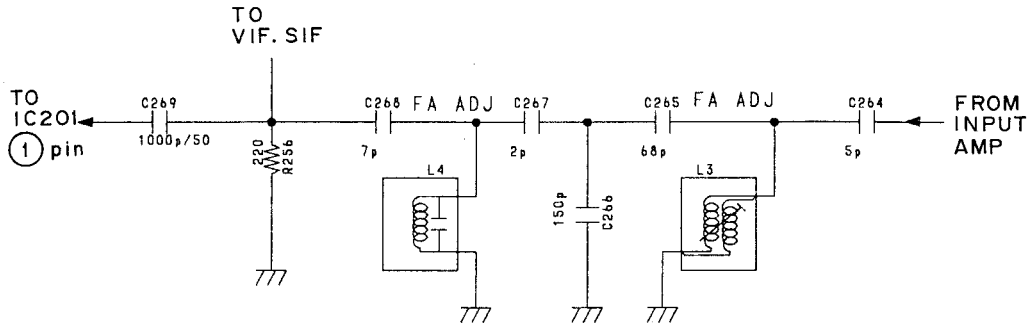 TO
VIF. SIF
TO
IC201
1 pin
C269
1000p/50
220
R256
C268
7p
FA ADJ
C267
2p
L4
150p
C266
C265
68p
FA ADJ
L3
C264
5p
FROM
INPUT
AMP